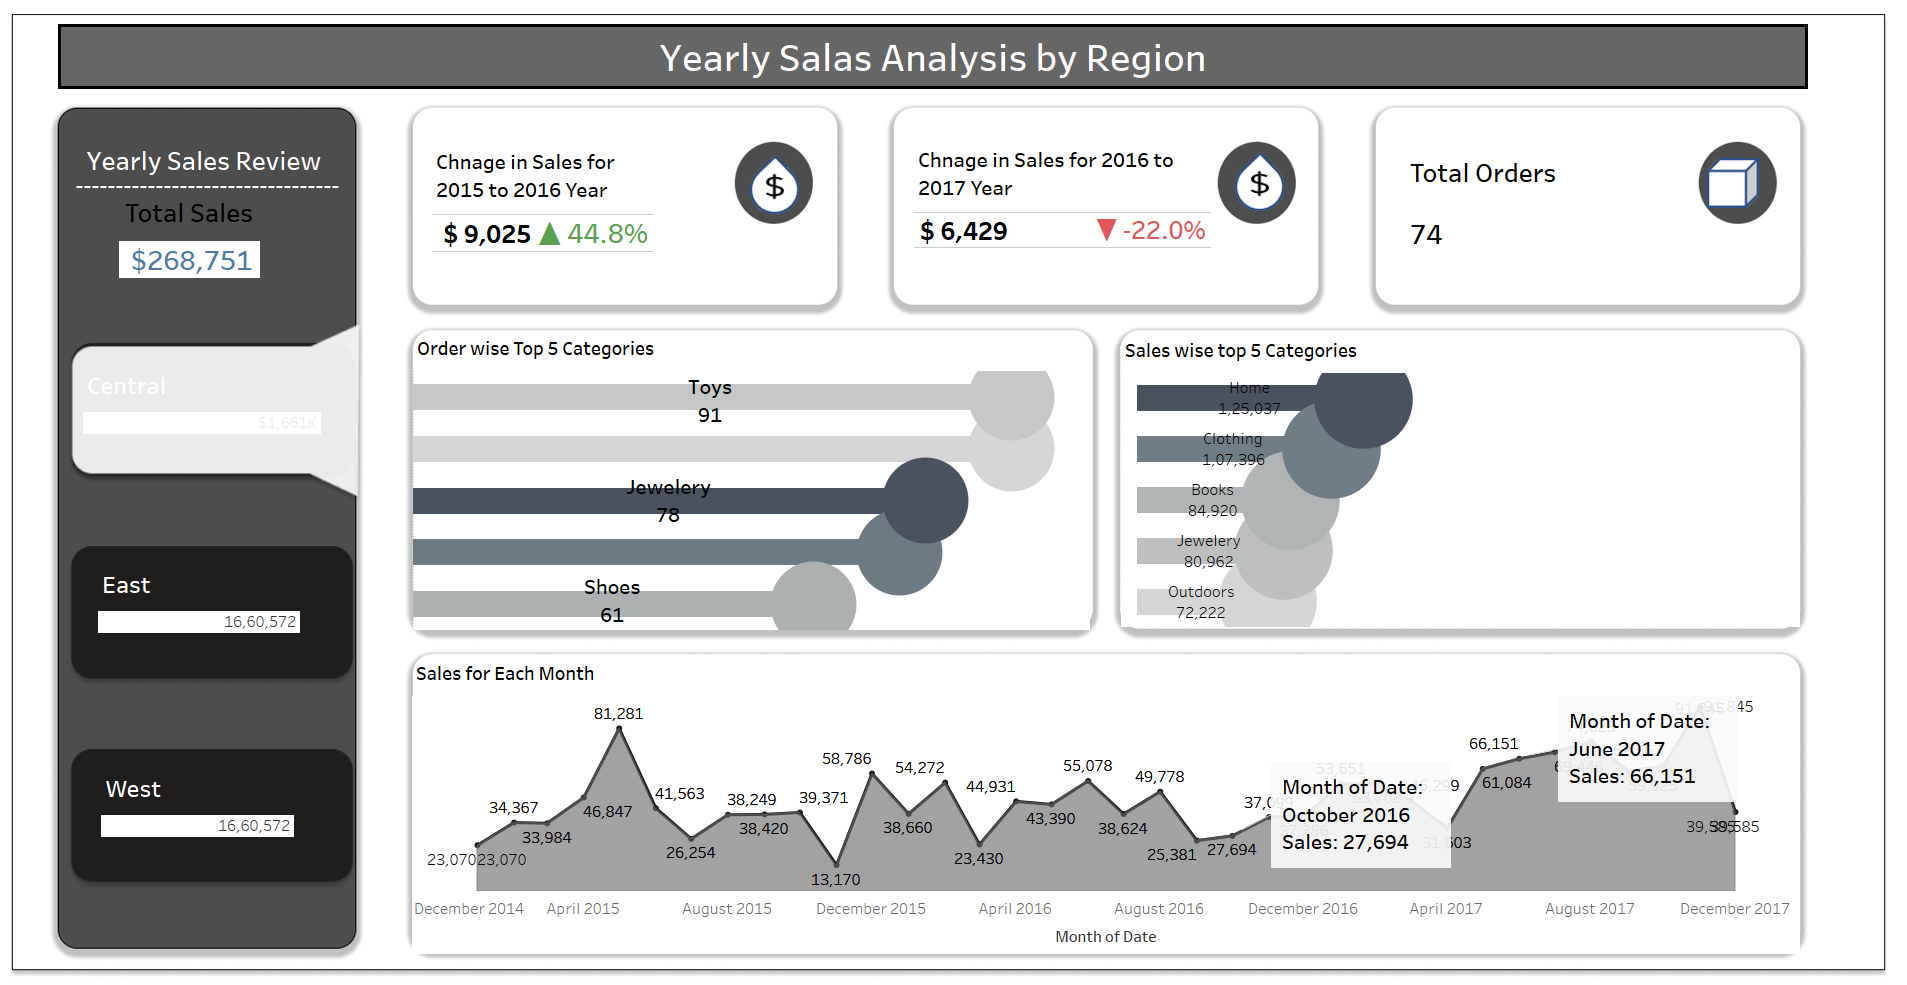 Yearly Salas Analysis by Region
Yearly Sales Review
---------------------------------
Total Sales
$268,751
Central
$1,661K
East
16,60,572
West
16,60,572
Chnage in Sales for
2015 to 2016 Year
$ 9,025 ▲ 44.8%
Chnage in Sales for 2016 to
2017 Year
$ 6,429 ▼ -22.0%
Total Orders
74
Order wise Top 5 Categories
Toys
91
Jewelery
78
Shoes
61
Sales wise top 5 Categories
Home
1,25,037
Clothing
1,07,396
Books
84,920
Jewelery
80,962
Outdoors
72,222
Sales for Each Month
23,070
23,070
34,367
33,984
46,847
81,281
41,563
26,254
38,249
38,420
39,371
13,170
58,786
38,660
54,272
23,430
44,931
43,390
55,078
38,624
49,778
25,381
27,694
53,651
31,603
66,151
61,084
Month of Date:
October 2016
Sales: 27,694
Month of Date:
June 2017
Sales: 66,151
39,585
39,585
December 2014
April 2015
August 2015
December 2015
April 2016
August 2016
December 2016
April 2017
August 2017
December 2017
Month of Date